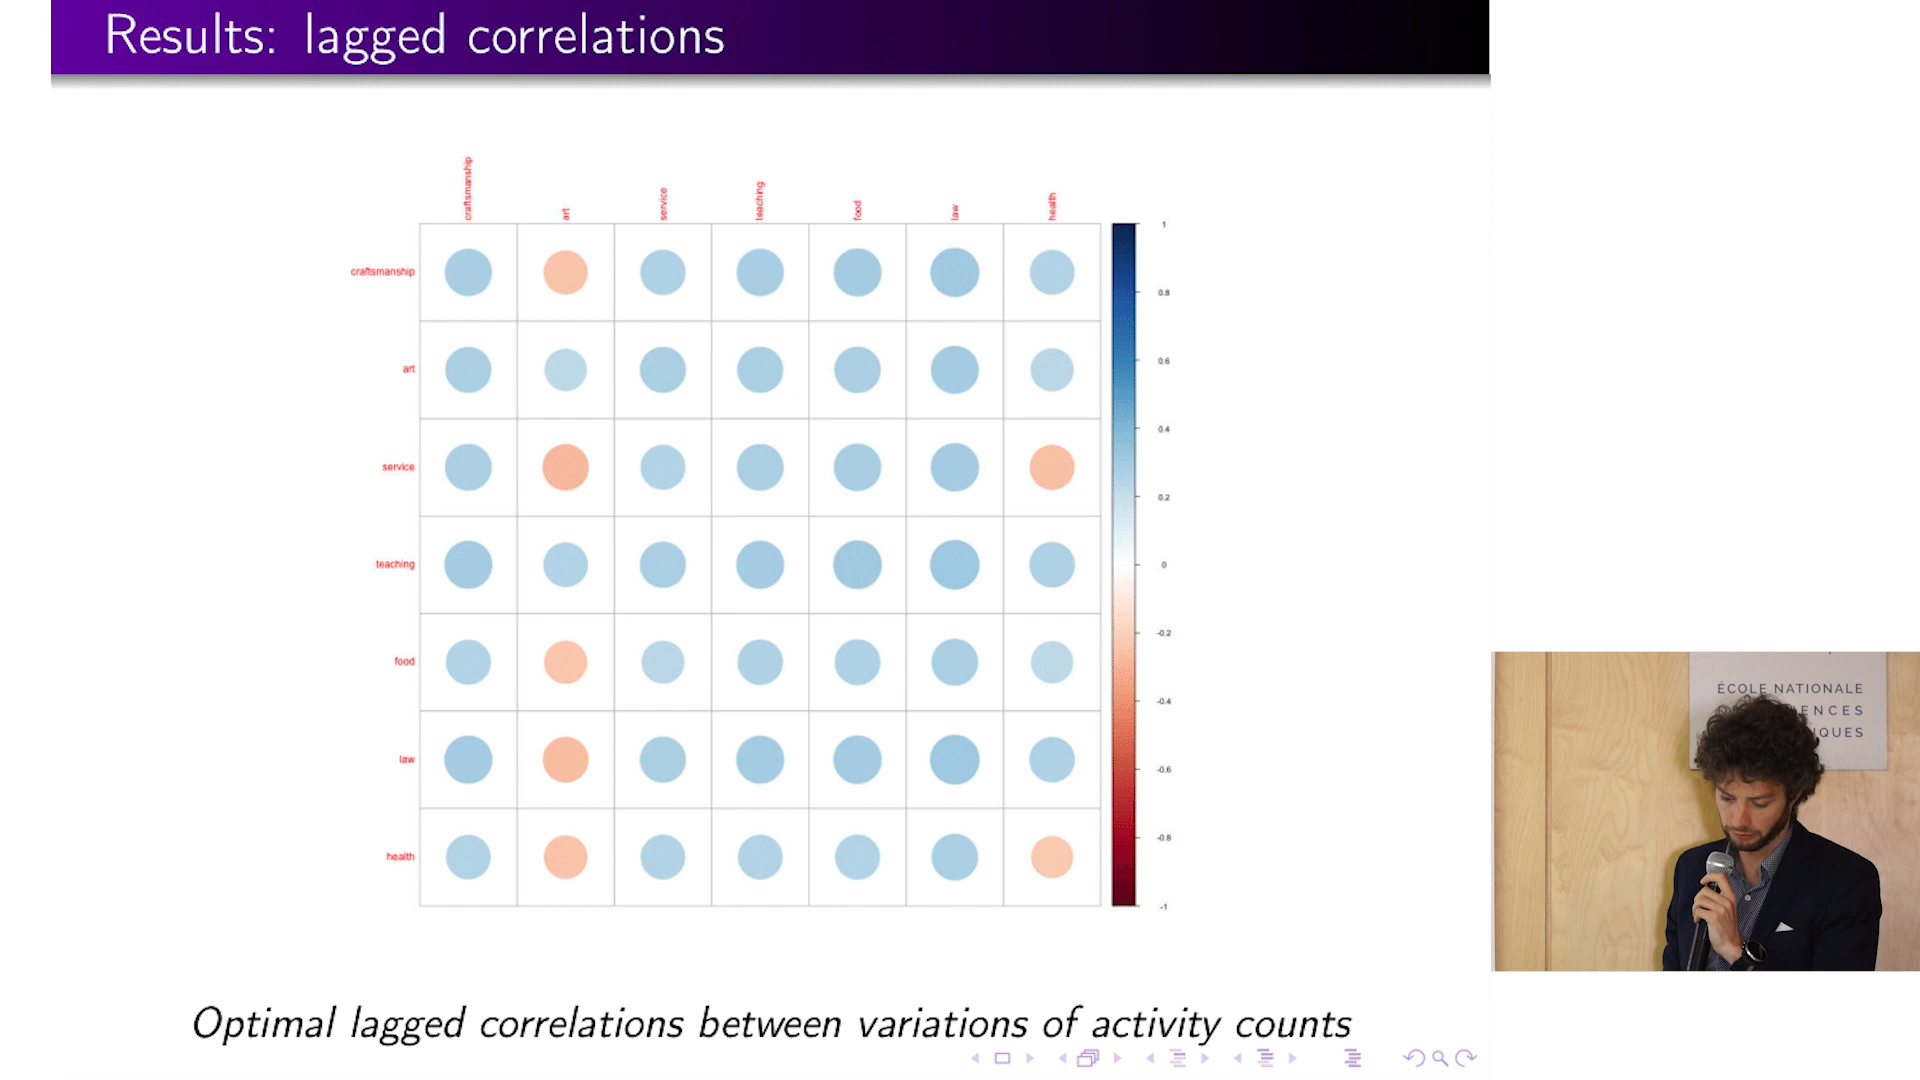 Results: lagged correlations
craftsmanship art service teaching food law health
craftsmanship
art
service
teaching
food
law
health
1
0.8
0.6
0.4
0.2
0
-0.2
-0.4
-0.6
-0.8
-1
Optimal lagged correlations between variations of activity counts
ÉCOLE NATIONALE
ENCES
IQUES